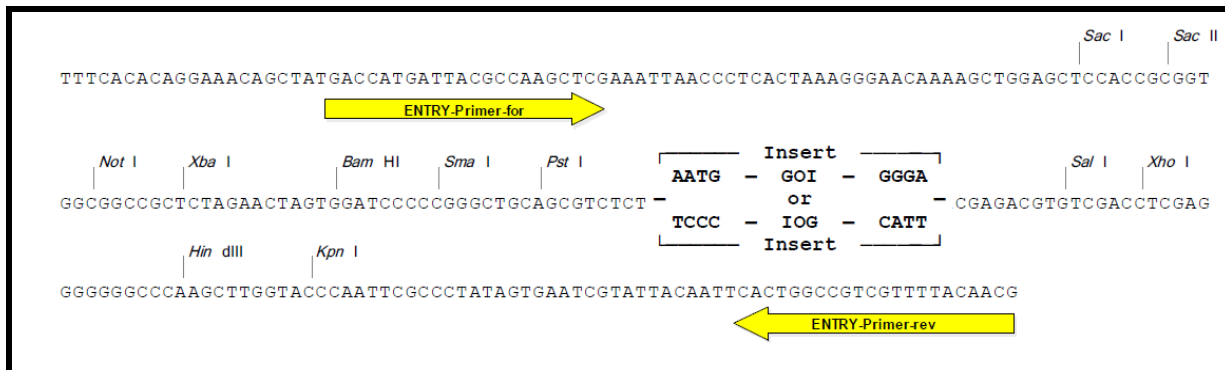 Sac I Sac II
TTTCACACAGGAAACAGCTATGACCATGATTACGCCAAGCTCGAAATTAACCCTCACTAAAGGGAACAAAAGCTGGAGCTCCACCGCGGT
ENTRY-Primer-for
Insert
Not I Xba I Bam HI Sma I Pst I Sal I Xho I
AATG – GOI – GGGA
GGCGGCCGCTCTAGAACTAGTGGATCCCCCGGGCTGCAGCGTCTCT – or – CGAGACGTGTCGACCTCGAG
TCCC – IOG – CATT
Insert
Hin dIII Kpn I
GGGGGGCCCAAGCTTGGTACCCAATTCGCCCTATAGTGAATCGTATTACAATTCACTGGCCGTCGTTTTACAACG
ENTRY-Primer-rev